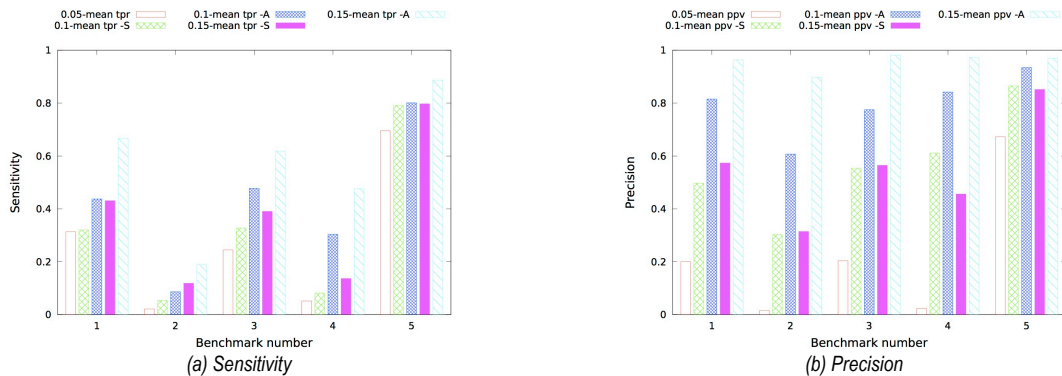 0.05-mean tpr
0.1-mean tpr -S
0.1-mean tpr -A
0.15-mean tpr -S
0.15-mean tpr -A
1
0.8
0.6
0.4
0.2
0
Sensitivity
1 2 3 4 5
Benchmark number
(a) Sensitivity
0.05-mean ppv
0.1-mean ppv -S
0.1-mean ppv -A
0.15-mean ppv -S
0.15-mean ppv -A
1
0.8
0.6
0.4
0.2
0
Precision
1 2 3 4 5
Benchmark number
(b) Precision